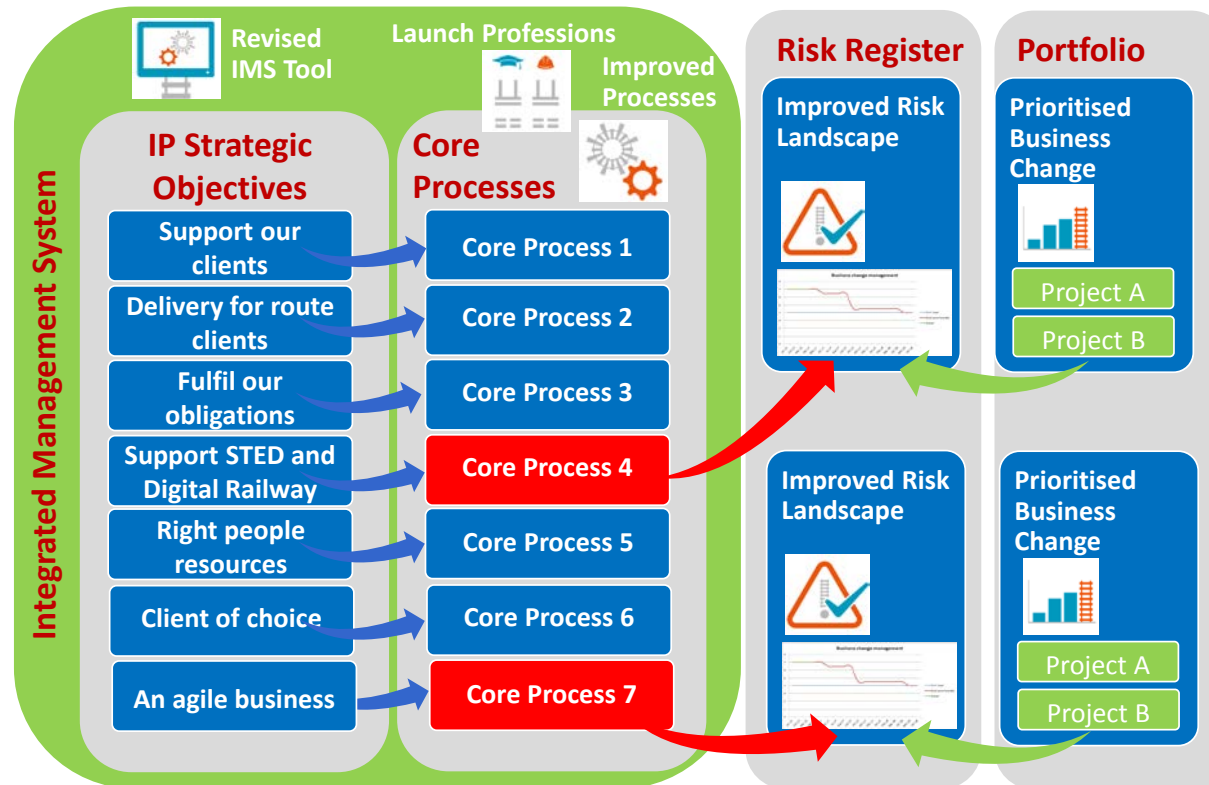 Integrated Management System
Revised
IMS Tool
Launch Professions
Improved
Processes
IP Strategic
Objectives
Support our
clients
Delivery for route
clients
Fulfil our
obligations
Support STED and
Digital Railway
Right people
resources
Client of choice
An agile business
Core
Processes
Core Process 1
Core Process 2
Core Process 3
Core Process 4
Core Process 5
Core Process 6
Core Process 7
Risk Register
Improved Risk
Landscape
Business change management
Improved Risk
Landscape
Business change management
Portfolio
Prioritised
Business
Change
Project A
Project B
Prioritised
Business
Change
Project A
Project B